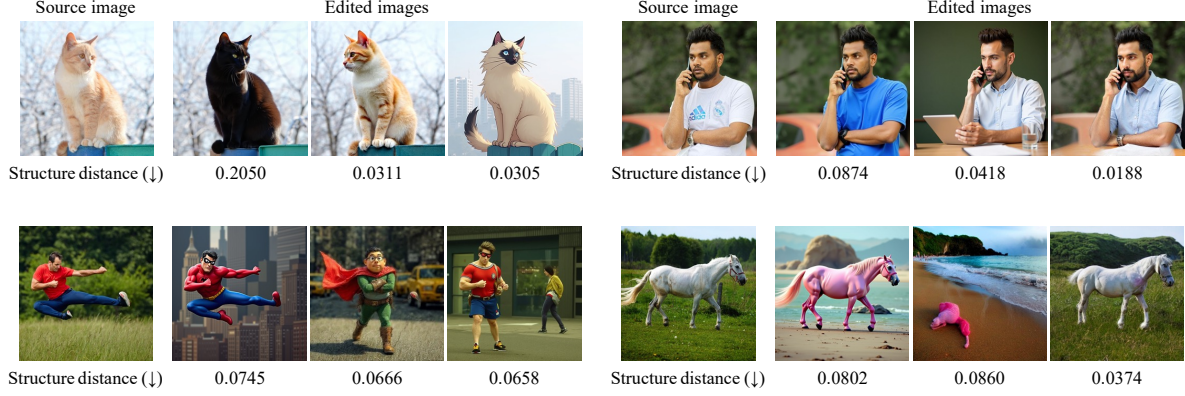 Source image
Edited images
Source image
Edited images
adidas
Structure distance (↓)
0.2050
0.0311
0.0305
Structure distance (↓)
0.0874
0.0418
0.0188
Structure distance (↓)
0.0745
0.0666
0.0658
Structure distance (↓)
0.0802
0.0860
0.0374